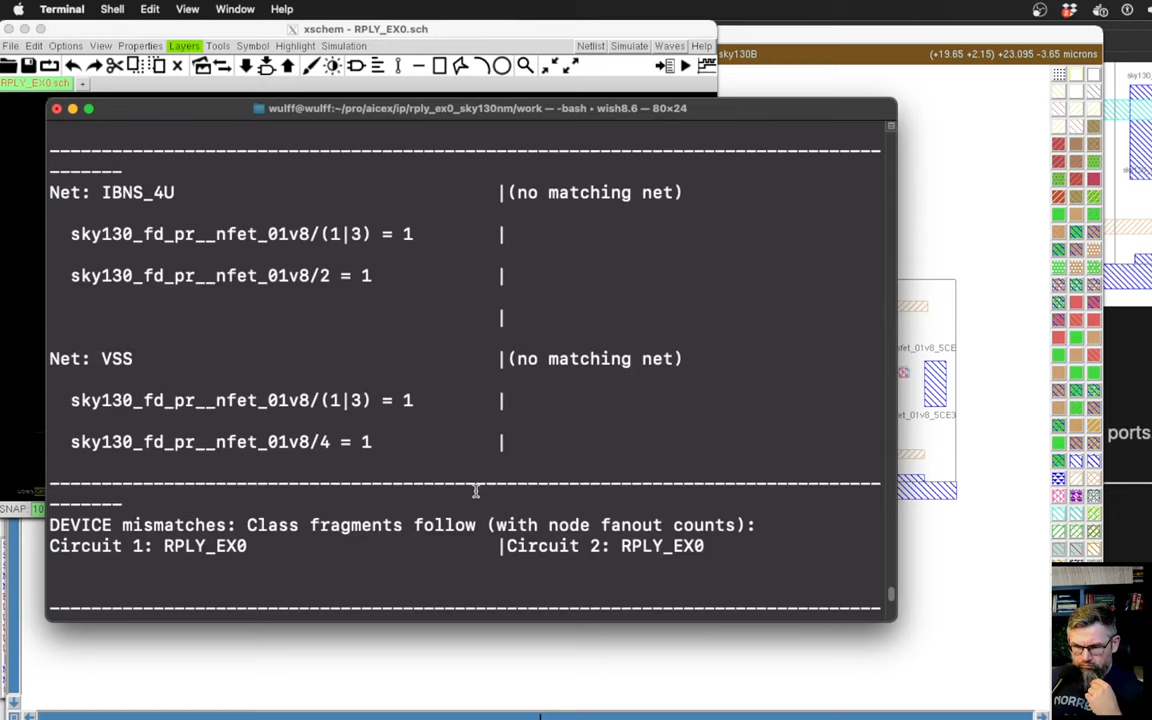 Terminal Shell Edit View Window Help
xschem - RPLY_EX0.sch
File Edit Options View Properties Layers Tools Symbol Highlight Simulation Netlist Simulate Waves Help
RPLY_EX0.sch +
sky130B (+19.65 +2.15) +23.095 -3.65 microns
wulff@wulff:~/pro/aicex/ip/rply_ex0_sky130nm/work — -bash • wish8.6 — 80×24
Net: IBNS_4U |(no matching net)
sky130_fd_pr__nfet_01v8/(1|3) = 1 |
sky130_fd_pr__nfet_01v8/2 = 1 |
|
Net: VSS |(no matching net)
sky130_fd_pr__nfet_01v8/(1|3) = 1 |
sky130_fd_pr__nfet_01v8/4 = 1 |
DEVICE mismatches: Class fragments follow (with node fanout counts):
Circuit 1: RPLY_EX0 |Circuit 2: RPLY_EX0
SNAP: 10
ports